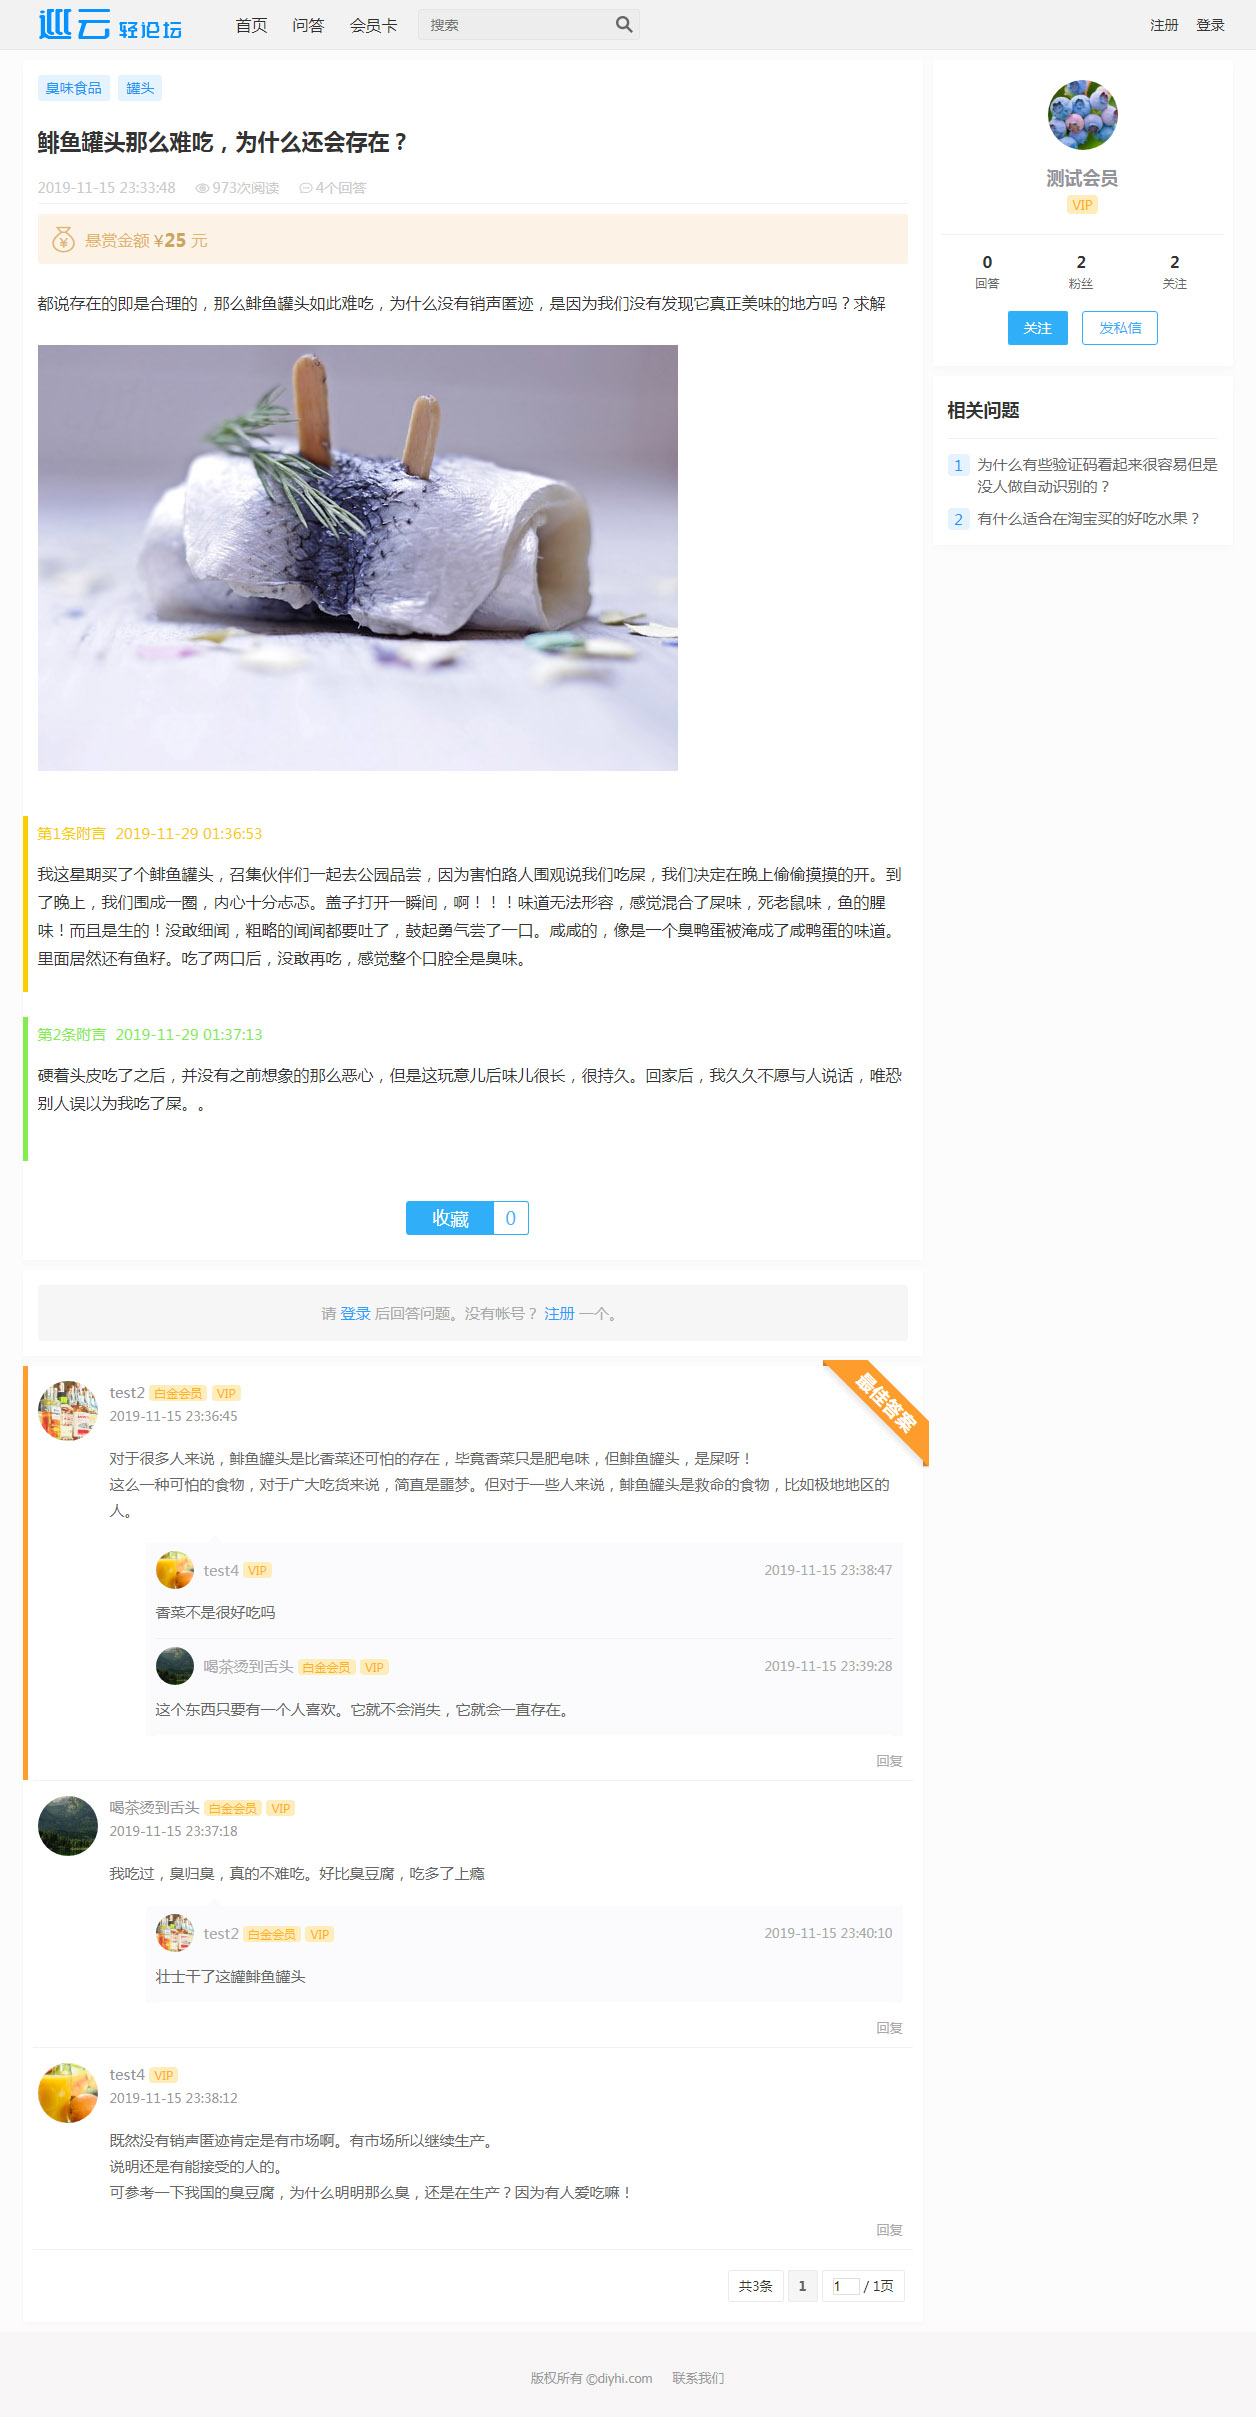 巡云 轻论坛
首页 问答 会员卡 搜索 注册 登录
臭味食品 罐头
鲱鱼罐头那么难吃，为什么还会存在？
2019-11-15 23:33:48 973次阅读 4个回答
悬赏金额 ¥25 元
都说存在的即是合理的，那么鲱鱼罐头如此难吃，为什么没有销声匿迹，是因为我们没有发现它真正美味的地方吗？求解
第1条附言 2019-11-29 01:36:53
我这星期买了个鲱鱼罐头，召集伙伴们一起去公园品尝，因为害怕路人围观说我们吃屎，我们决定在晚上偷偷摸摸的开。到
了晚上，我们围成一圈，内心十分忐忑。盖子打开一瞬间，啊！！！味道无法形容，感觉混合了屎味，死老鼠味，鱼的腥
味！而且是生的！没敢细闻，粗略的闻闻都要吐了，鼓起勇气尝了一口。咸咸的，像是一个臭鸭蛋被淹成了咸鸭蛋的味道。
里面居然还有鱼籽。吃了两口后，没敢再吃，感觉整个口腔全是臭味。
第2条附言 2019-11-29 01:37:13
硬着头皮吃了之后，并没有之前想象的那么恶心，但是这玩意儿后味儿很长，很持久。回家后，我久久不愿与人说话，唯恐
别人误以为我吃了屎。。
收藏 0
请 登录 后回答问题。没有帐号？ 注册 一个。
最佳答案
test2 白金会员 VIP
2019-11-15 23:36:45
对于很多人来说，鲱鱼罐头是比香菜还可怕的存在，毕竟香菜只是肥皂味，但鲱鱼罐头，是屎呀！
这么一种可怕的食物，对于广大吃货来说，简直是噩梦。但对于一些人来说，鲱鱼罐头是救命的食物，比如极地地区的
人。
test4 VIP 2019-11-15 23:38:47
香菜不是很好吃吗
喝茶烫到舌头 白金会员 VIP 2019-11-15 23:39:28
这个东西只要有一个人喜欢。它就不会消失，它就会一直存在。
回复
喝茶烫到舌头 白金会员 VIP
2019-11-15 23:37:18
我吃过，臭归臭，真的不难吃。好比臭豆腐，吃多了上瘾
test2 白金会员 VIP 2019-11-15 23:40:10
壮士干了这罐鲱鱼罐头
回复
test4 VIP
2019-11-15 23:38:12
既然没有销声匿迹肯定是有市场啊。有市场所以继续生产。
说明还是有能接受的人的。
可参考一下我国的臭豆腐，为什么明明那么臭，还是在生产？因为有人爱吃嘛！
回复
共3条 1 1 / 1页
测试会员
VIP
0 2 2
回答 粉丝 关注
关注 发私信
相关问题
1 为什么有些验证码看起来很容易但是
没人做自动识别的？
2 有什么适合在淘宝买的好吃水果？
版权所有 ©diyhi.com 联系我们